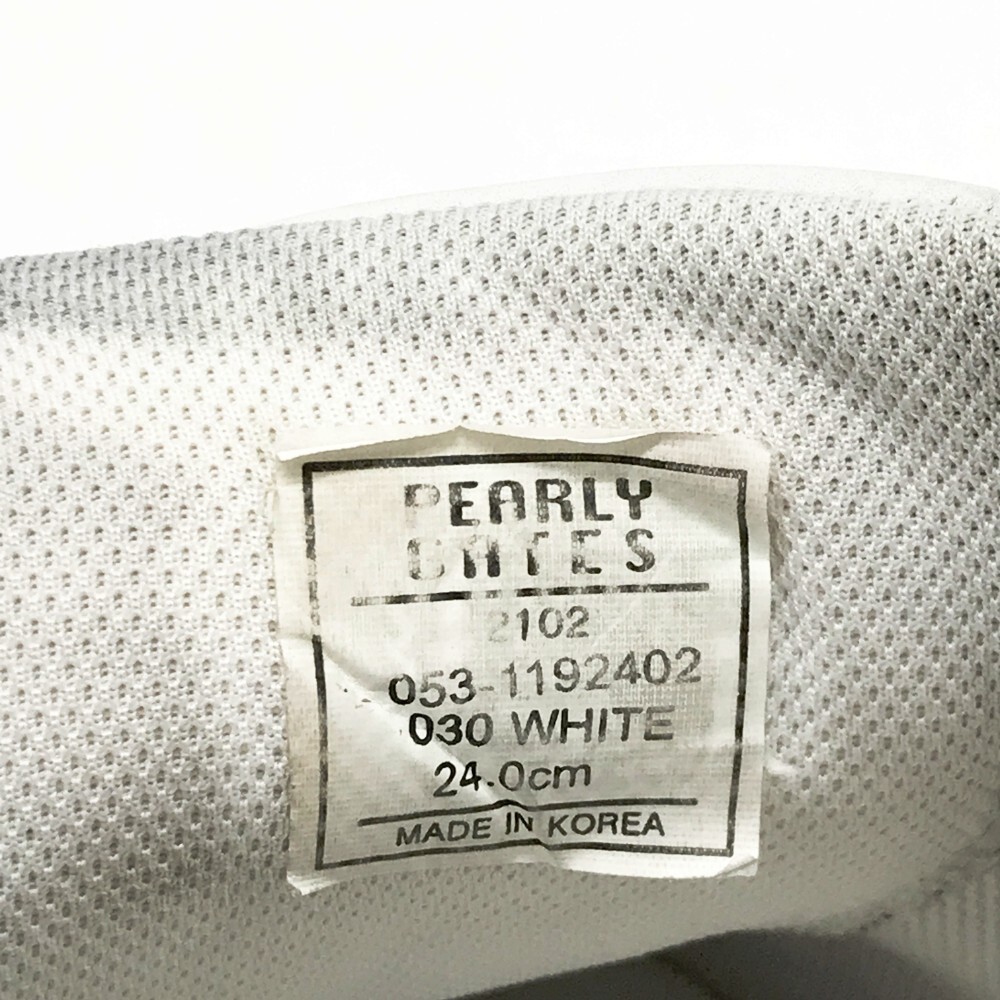 PEARLY
GATES
2102
053-1192402
030 WHITE
24.0cm
MADE IN KOREA